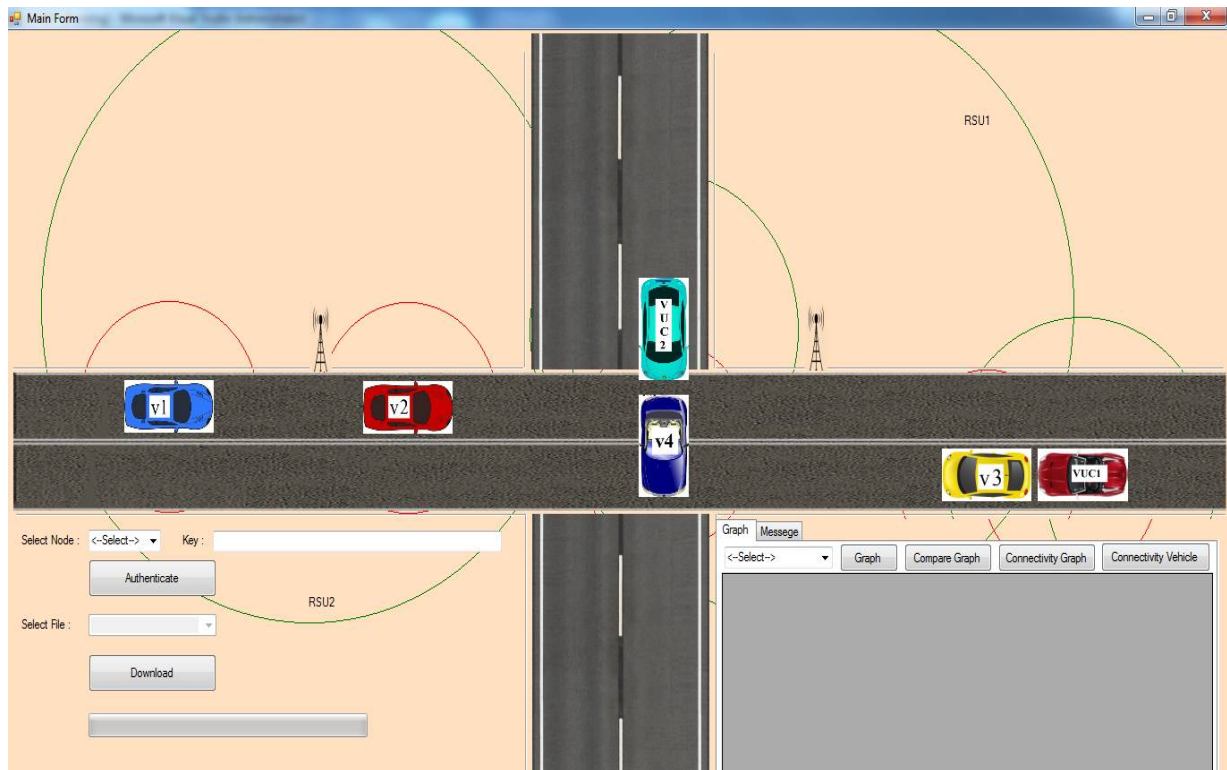 Main Form
RSU1
V
U
C
2
v1
v2
v4
v3
VUC1
Select Node :
<--Select-->
Key :
Authenticate
RSU2
Select File :
Download
Graph
Messege
<--Select-->
Graph
Compare Graph
Connectivity Graph
Connectivity Vehicle